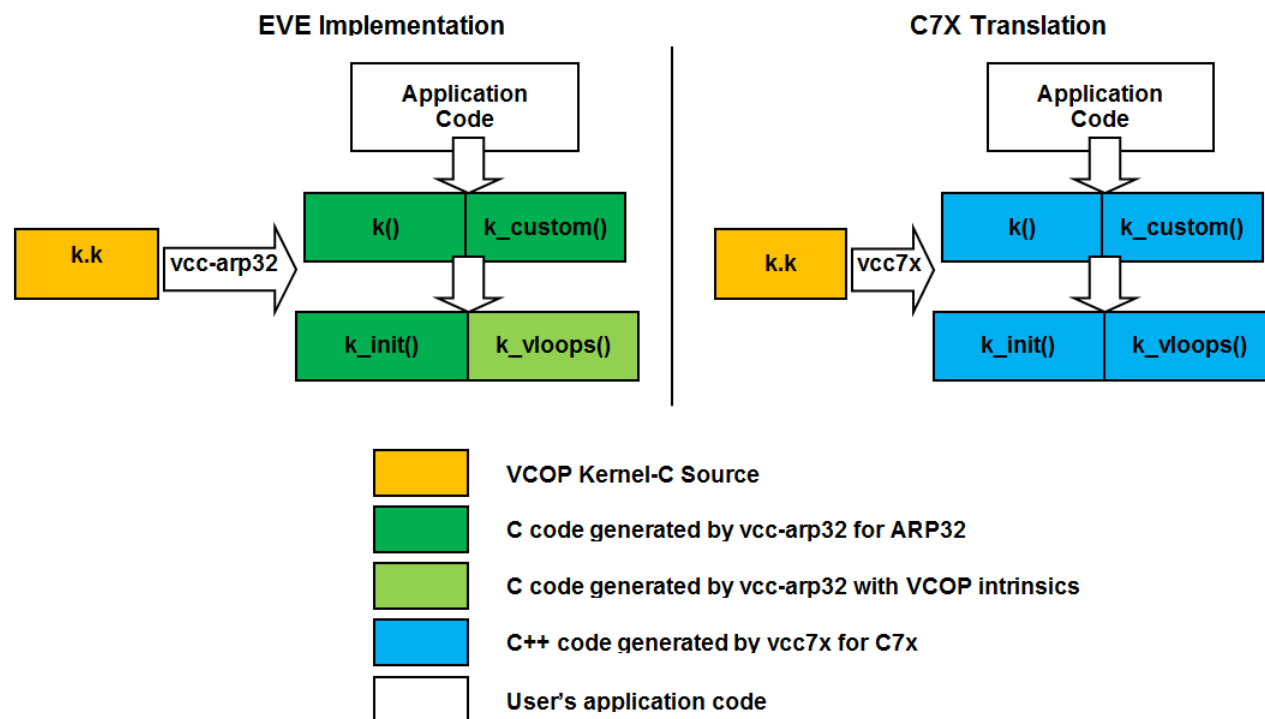 EVE Implementation
Application
Code
k()
k_custom()
k.k
vcc-arp32
k_init()
k_vloops()
C7X Translation
Application
Code
k()
k_custom()
k.k
vcc7x
k_init()
k_vloops()
VCOP Kernel-C Source
C code generated by vcc-arp32 for ARP32
C code generated by vcc-arp32 with VCOP intrinsics
C++ code generated by vcc7x for C7x
User's application code